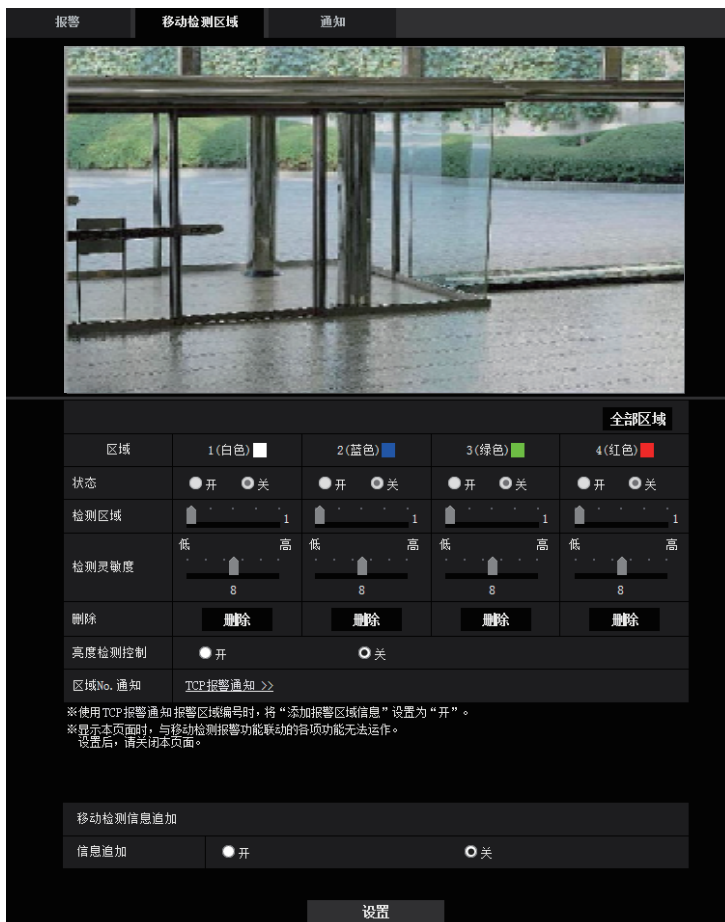 报警 移动检测区域 通知
全部区域
区域 1(白色) 2(蓝色) 3(绿色) 4(红色)
状态 开 关 开 关 开 关 开 关
检测区域 1 1 1 1
低 高 低 高 低 高 低 高
检测灵敏度
8 8 8 8
删除 删除 删除 删除 删除
亮度检测控制 开 关
区域No. 通知 TCP报警通知 >>
※使用TCP报警通知报警区域编号时，将“添加报警区域信息”设置为“开”。
※显示本页面时，与移动检测报警功能联动的各项功能无法运作。
设置后，请关闭本页面。
移动检测信息追加
信息追加 开 关
设置